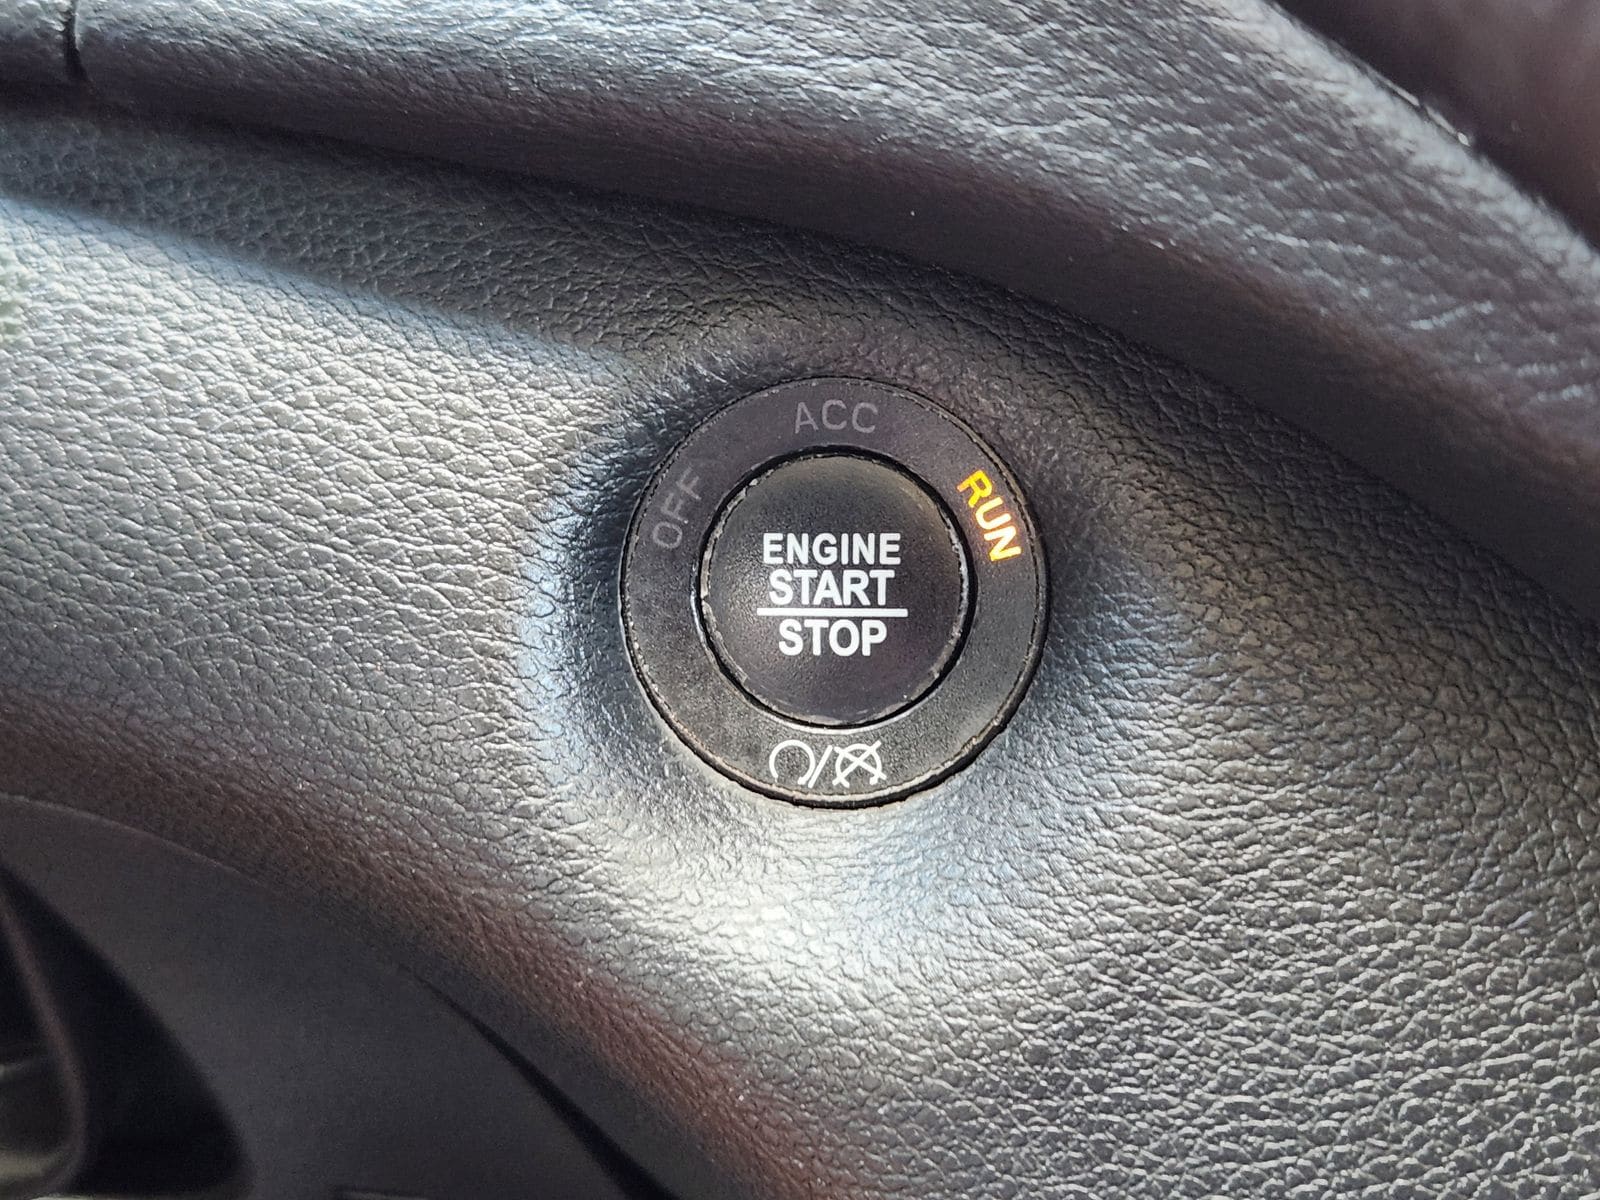 ACC
OFF
RUN
ENGINE
START
STOP